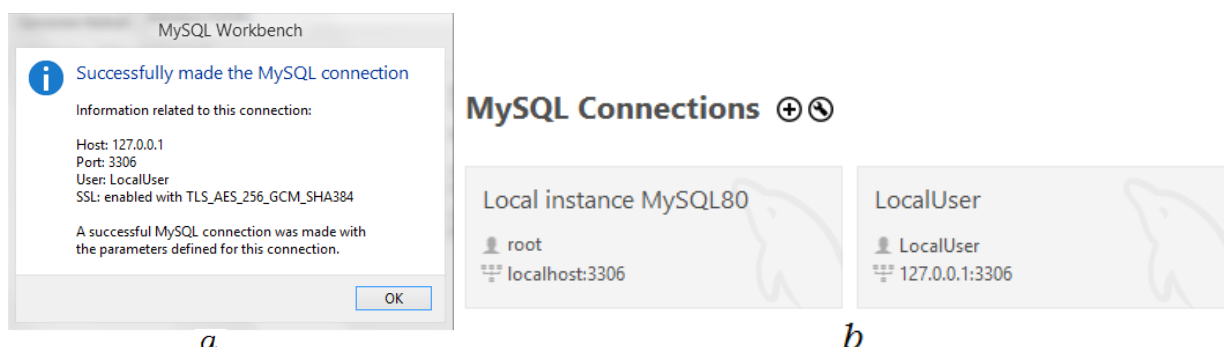 MySQL Workbench
Successfully made the MySQL connection
Information related to this connection:
Host: 127.0.0.1
Port: 3306
User: LocalUser
SSL: enabled with TLS_AES_256_GCM_SHA384
A successful MySQL connection was made with
the parameters defined for this connection.
OK
a
MySQL Connections
Local instance MySQL80
root
localhost:3306
LocalUser
LocalUser
127.0.0.1:3306
b